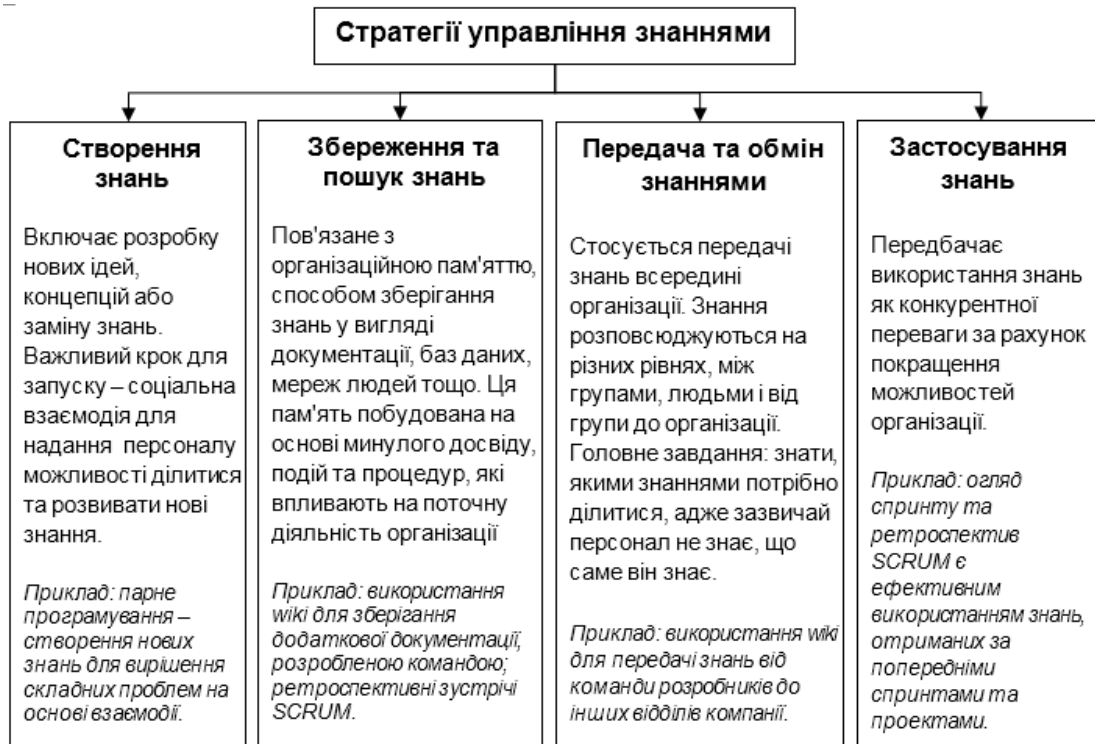 Стратегії управління знаннями
Створення
знань
Включає розробку
нових ідей,
концепцій або
заміну знань.
Важливий крок для
запуску – соціальна
взаємодія для
надання персоналу
можливості ділитися
та розвивати нові
знання.
Приклад: парне
програмування –
створення нових
знань для вирішення
складних проблем на
основі взаємодії.
Збереження та
пошук знань
Пов'язане з
організаційною пам'яттю,
способом зберігання
знань у вигляді
документації, баз даних,
мереж людей тощо. Ця
пам'ять побудована на
основі минулого досвіду,
подій та процедур, які
впливають на поточну
діяльність організації
Приклад: використання
wiki для зберігання
додаткової документації,
розробленою командою;
ретроспективні зустрічі
SCRUM.
Передача та обмін
знаннями
Стосується передачі
знань всередині
організації. Знання
розповсюджуються на
різних рівнях, між
групами, людьми і від
групи до організації.
Головне завдання: знати,
якими знаннями потрібно
ділитися, адже зазвичай
персонал не знає, що
саме він знає.
Приклад: використання wiki
для передачі знань від
команди розробників до
інших відділів компанії.
Застосування
знань
Передбачає
використання знань
як конкурентної
переваги за рахунок
покращення
можливостей
організації.
Приклад: огляд
спринту та
ретроспектив
SCRUM є
ефективним
використанням знань,
отриманих за
попередніми
спринтами та
проектами.